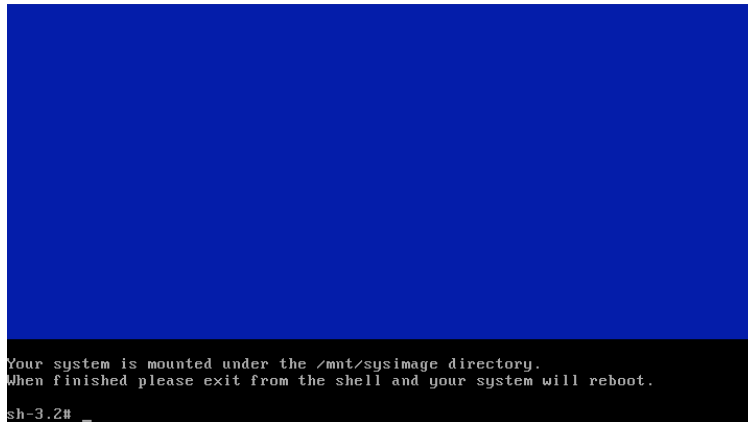 Your system is mounted under the /mnt/sysimage directory.
When finished please exit from the shell and your system will reboot.
sh-3.2# _